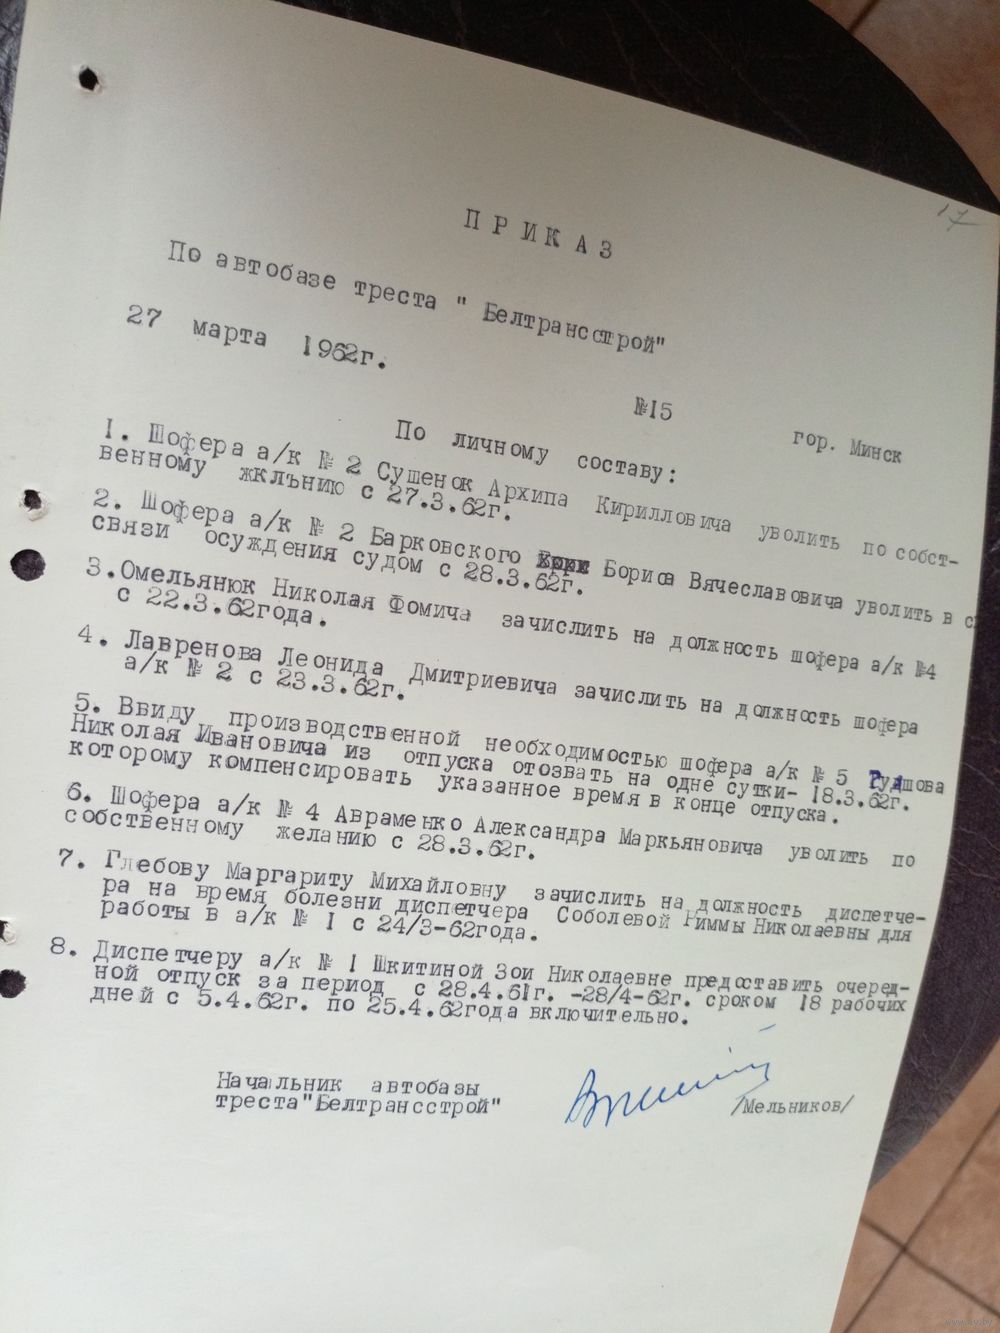 17
ПРИКАЗ
По автобазе треста " Белтрансстрой"
27 марта 1962г.
№15
гор. Минск
По личному составу:
1. Шофера а/к № 2 Сушенок Архипа Кирилловича уволить по собст-
венному жклънию с 27.3.62г.
2. Шофера а/к № 2 Барковского Бориса Вячеславовича уволить в с
связи осуждения судом с 28.3.62г.
3.Омельянюк Николая Фомича зачислить на должность шофера а/к №4
с 22.3.62года.
4. Лавренова Леонида Дмитриевича зачислить на должность шофера
а/к № 2 с 23.3.62г.
5. Ввиду производственной необходимостью шофера а/к № 5
Николая Ивановича из отпуска отозвать на одне сутки- 18.3.62г.
которому компенсировать указанное время в конце отпуска.
6. Шофера а/к № 4 Авраменко Александра Маркьяновича уволить по
собственному желанию с 28.3.62г.
7. Глебову Маргариту Михайловну зачислить на должность диспетче-
ра на время болезни диспетчера Соболевой Риммы Николаевны для
работы в а/к № 1 с 24/3-62года.
8. Диспетчеру а/к № 1 Шкитиной Зои Николаевне предоставить очеред-
ной отпуск за период с 28.4.61г. -28/4-62г. сроком 18 рабочих
дней с 5.4.62г. по 25.4.62года включительно.
Начальник автобазы
треста"Белтрансстрой"
/Мельников/